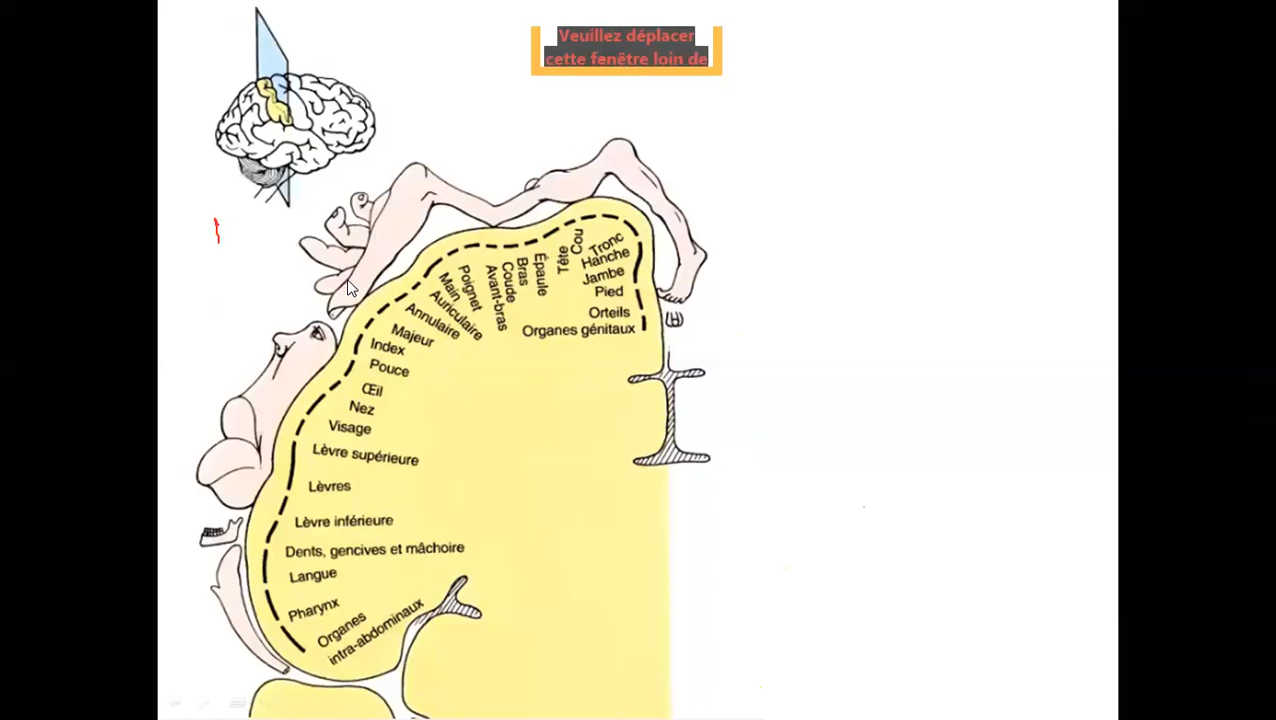 Veuillez déplacer
cette fenêtre loin de
Tronc
Hanche
Jambe
Pied
Orteils
Organes génitaux
Cou
Tête
Épaule
Bras
Coude
Avant-bras
Poignet
Main
Auriculaire
Annulaire
Majeur
Index
Pouce
Œil
Nez
Visage
Lèvre supérieure
Lèvres
Lèvre inférieure
Dents, gencives et mâchoire
Langue
Pharynx
Organes
intra-abdominaux